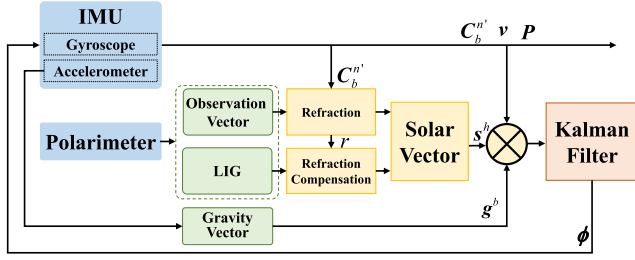 IMU
Gyroscope
Accelerometer
C_b^{n'} v P
C_b^{n'}
Observation
Vector
Refraction
Polarimeter
r
Solar
Vector
s^h
Kalman
Filter
LIG
Refraction
Compensation
Gravity
Vector
g^b
ϕ